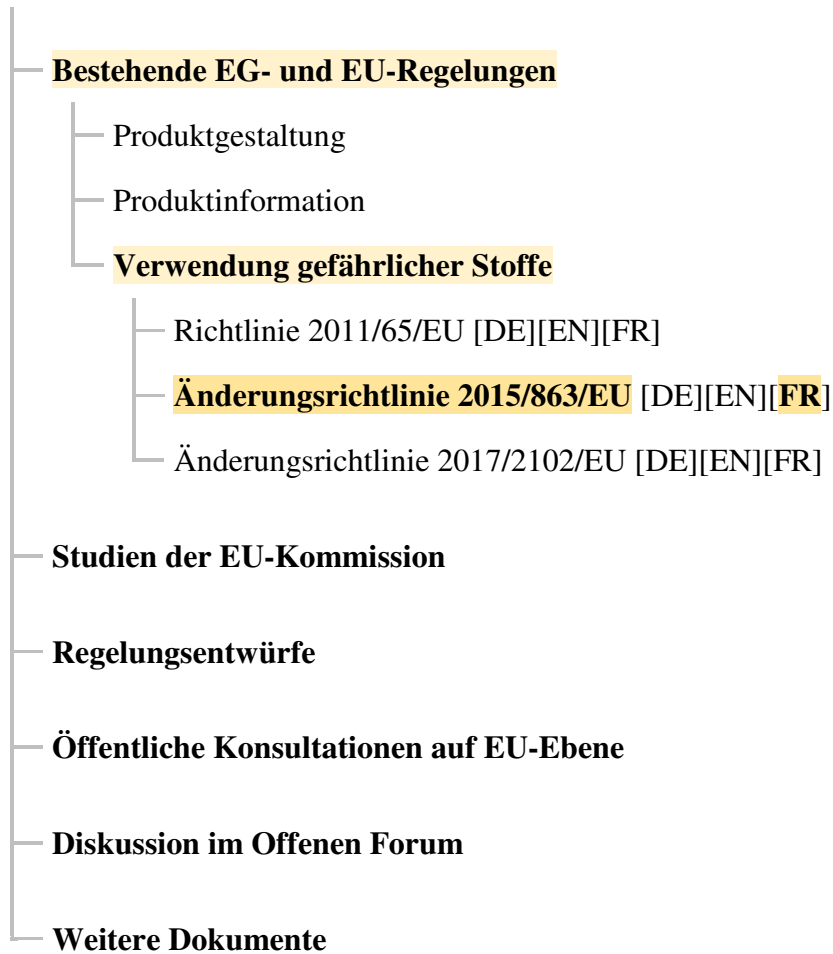 Bestehende EG- und EU-Regelungen
Produktgestaltung
Produktinformation
Verwendung gefährlicher Stoffe
Richtlinie 2011/65/EU [DE][EN][FR]
Änderungsrichtlinie 2015/863/EU [DE][EN][FR]
Änderungsrichtlinie 2017/2102/EU [DE][EN][FR]
Studien der EU-Kommission
Regelungsentwürfe
Öffentliche Konsultationen auf EU-Ebene
Diskussion im Offenen Forum
Weitere Dokumente